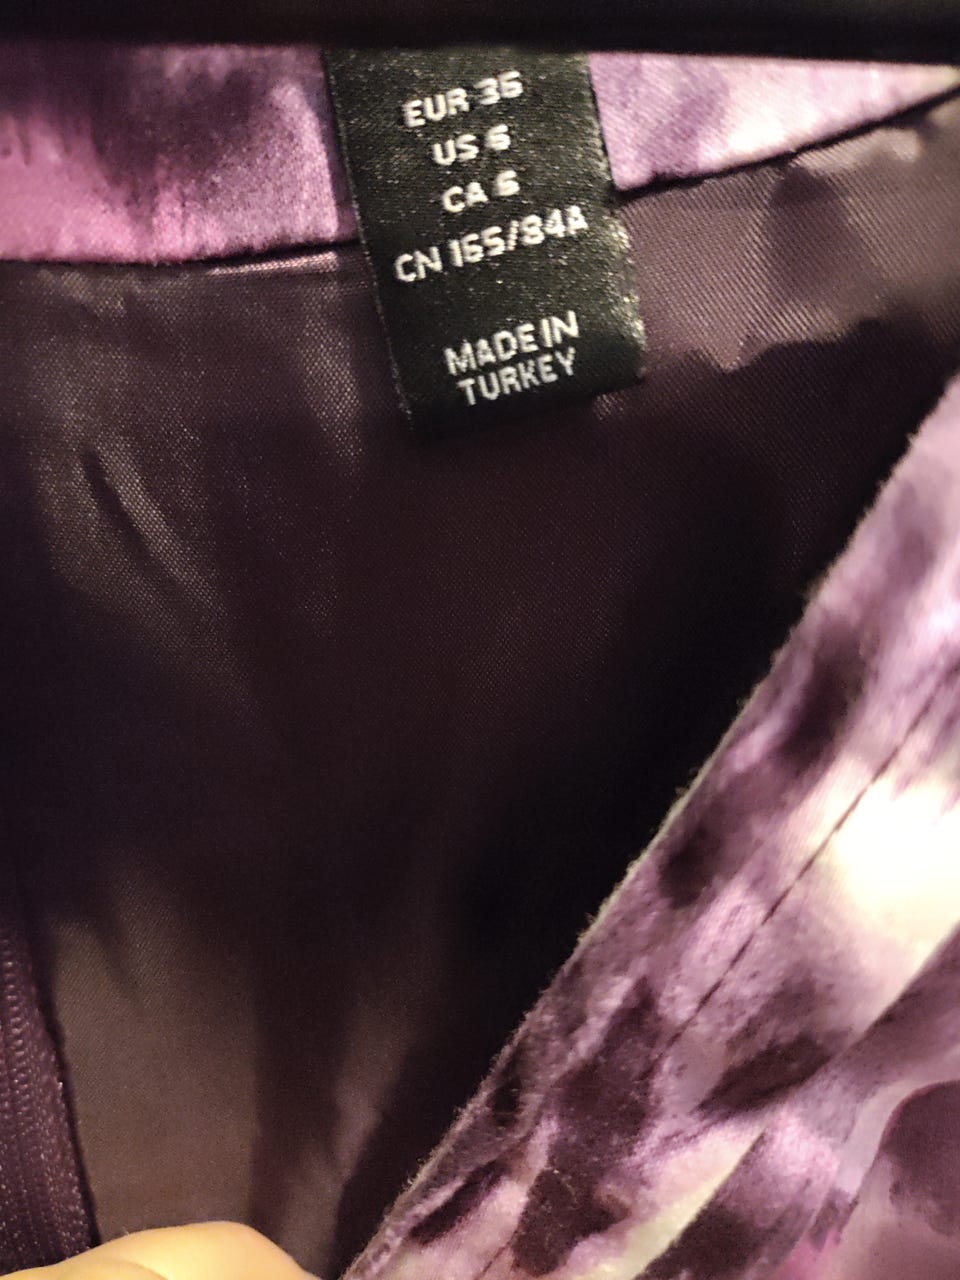 EUR 36
US 6
CA 6
CN 165/84A
MADE IN
TURKEY